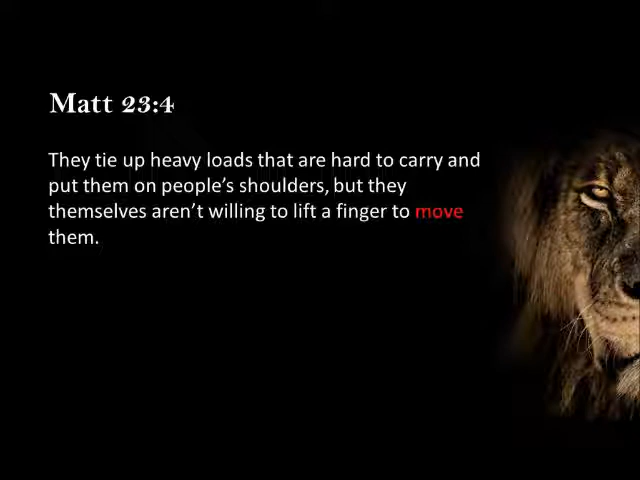 Matt 23:4
They tie up heavy loads that are hard to carry and
put them on people’s shoulders, but they
themselves aren’t willing to lift a finger to move
them.